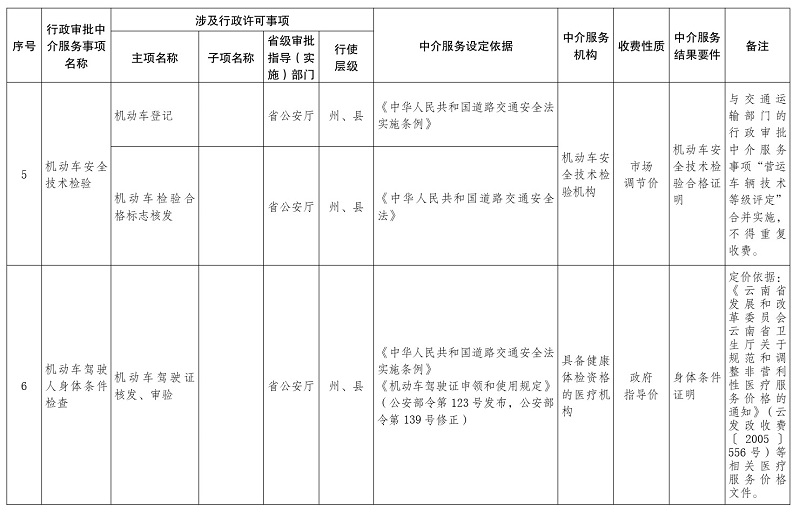 序号
行政审批中
介服务事项
名称
涉及行政许可事项
主项名称
子项名称
省级审批
指导（实
施）部门
行使
层级
中介服务设定依据
中介服务
机构
收费性质
中介服务
结果要件
备注
5
机动车安全
技术检验
机动车登记
省公安厅
州、县
《中华人民共和国道路交通安全法
实施条例》
机动车检验合
格标志核发
省公安厅
州、县
《中华人民共和国道路交通安全
法》
机动车安
全技术检
验机构
市场
调节价
机动车安
全技术检
验合格证
明
与交通运
输部门的
行政审批
中介服务
事项“营运
车辆技术
等级评定”
合并实施，
不得重复
收费。
6
机动车驾驶
人身体条件
检查
机动车驾驶证
核发、审验
省公安厅
州、县
《中华人民共和国道路交通安全法
实施条例》
《机动车驾驶证申领和使用规定》
（公安部令第123号发布，公安部
令第139号修正）
具备健康
体检资格
的医疗机
构
政府
指导价
身体条件
证明
定价依据：
《云南省
发展和改
革委员会
云南省卫
生厅关于
规范和调
整非营利
性医疗服
务价格的
通知》（云
发改收费
〔2005〕
556号）等
相关医疗
服务价格
文件。